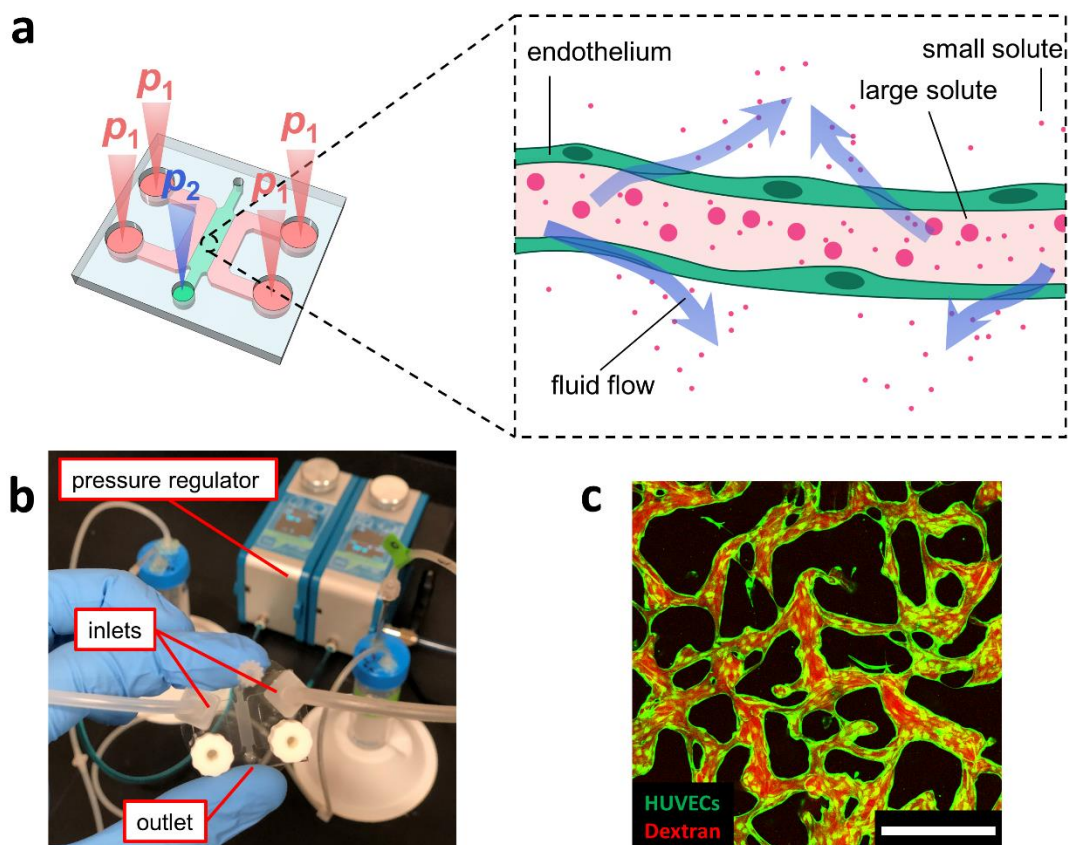 a
p1
p1
p1
p2
p1
endothelium
small solute
large solute
fluid flow
b
pressure regulator
inlets
outlet
c
HUVECs
Dextran